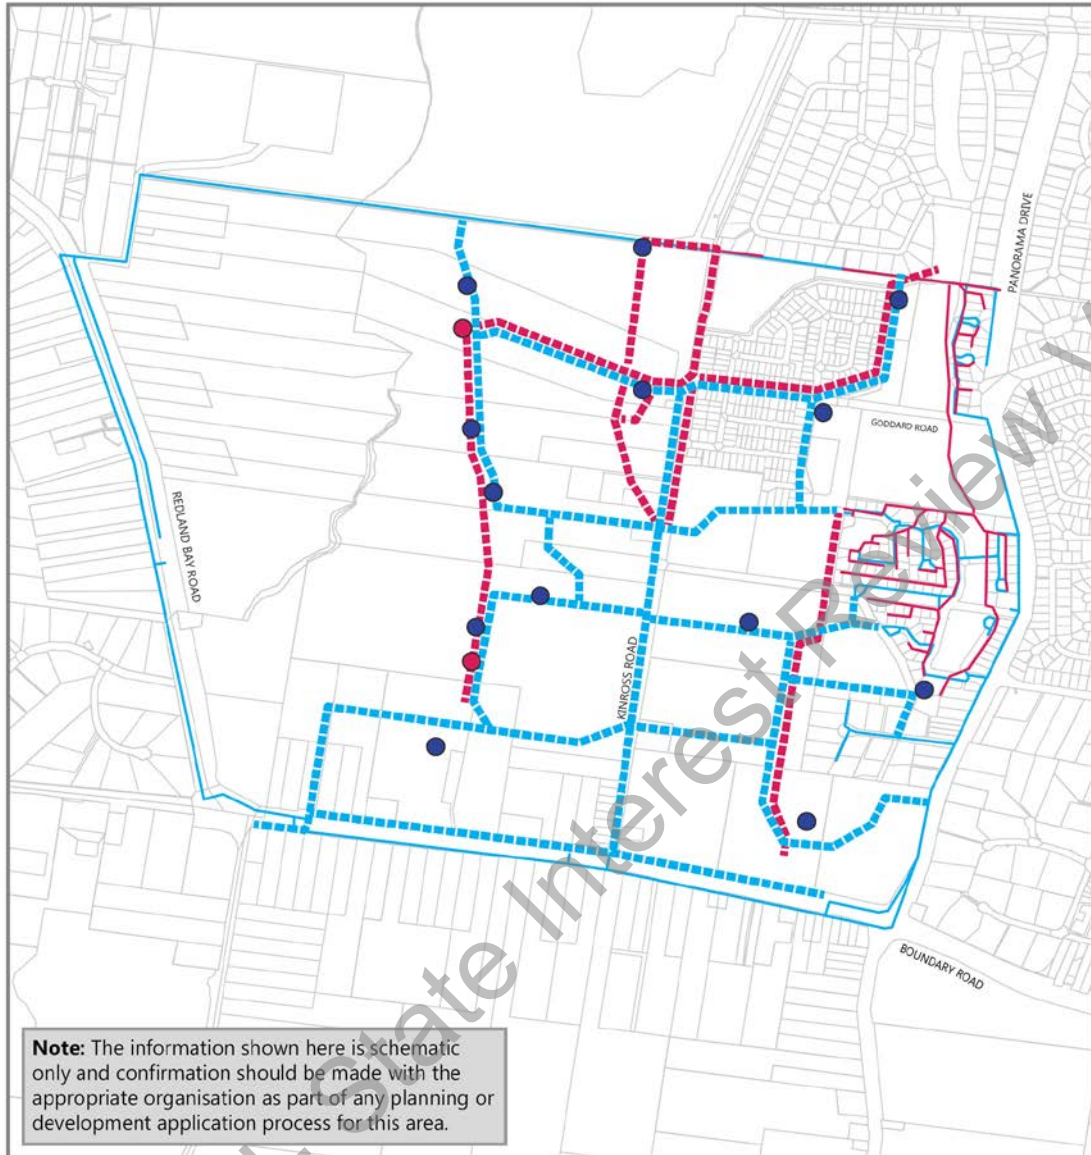 PANORAMA DRIVE
GODDARD ROAD
REDLAND BAY ROAD
KINROSS ROAD
State Interest Review
BOUNDARY ROAD
Note: The information shown here is schematic
only and confirmation should be made with the
appropriate organisation as part of any planning or
development application process for this area.